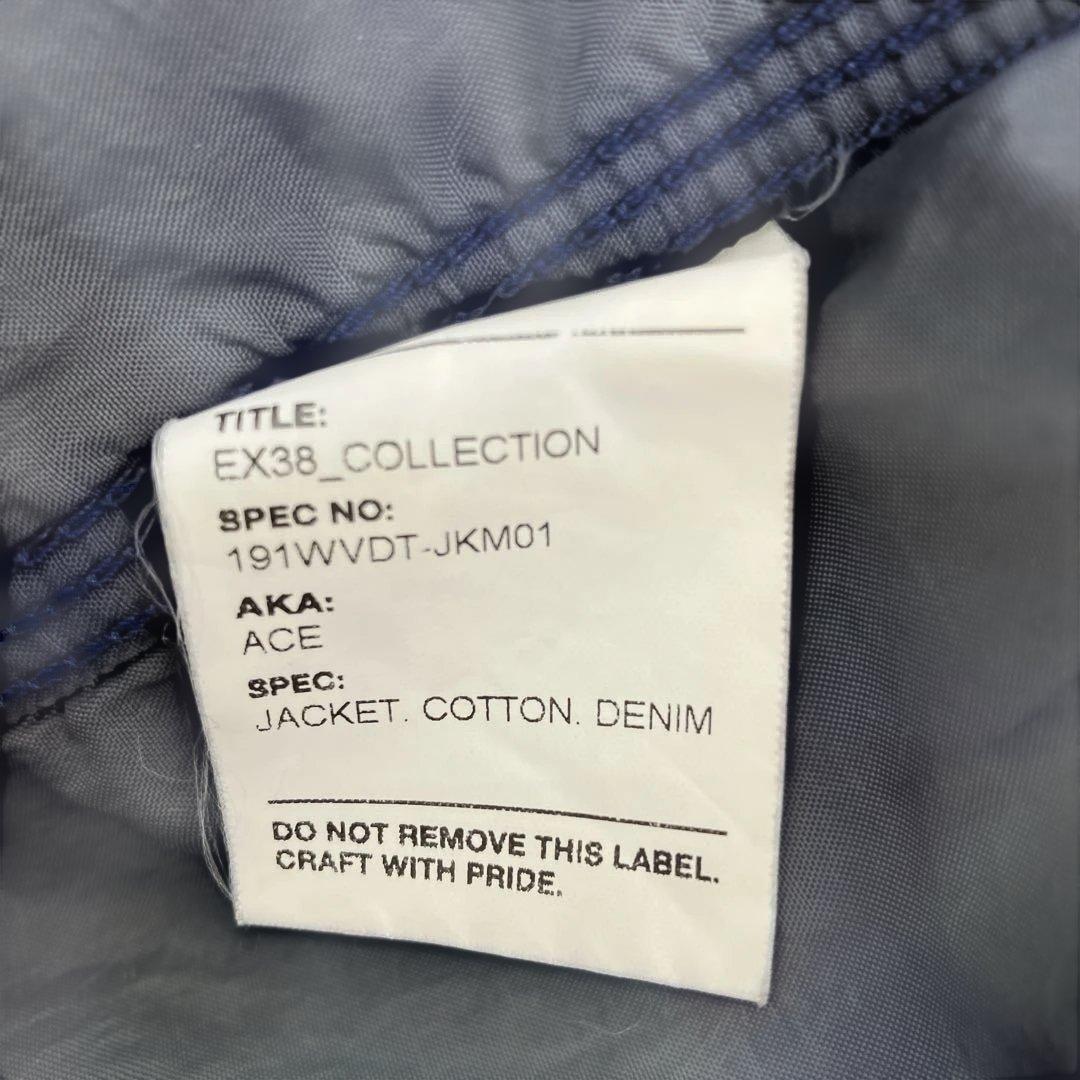 TITLE:
EX38_COLLECTION
SPEC NO:
191WVDT-JKM01
AKA:
ACE
SPEC:
JACKET. COTTON. DENIM
DO NOT REMOVE THIS LABEL.
CRAFT WITH PRIDE.